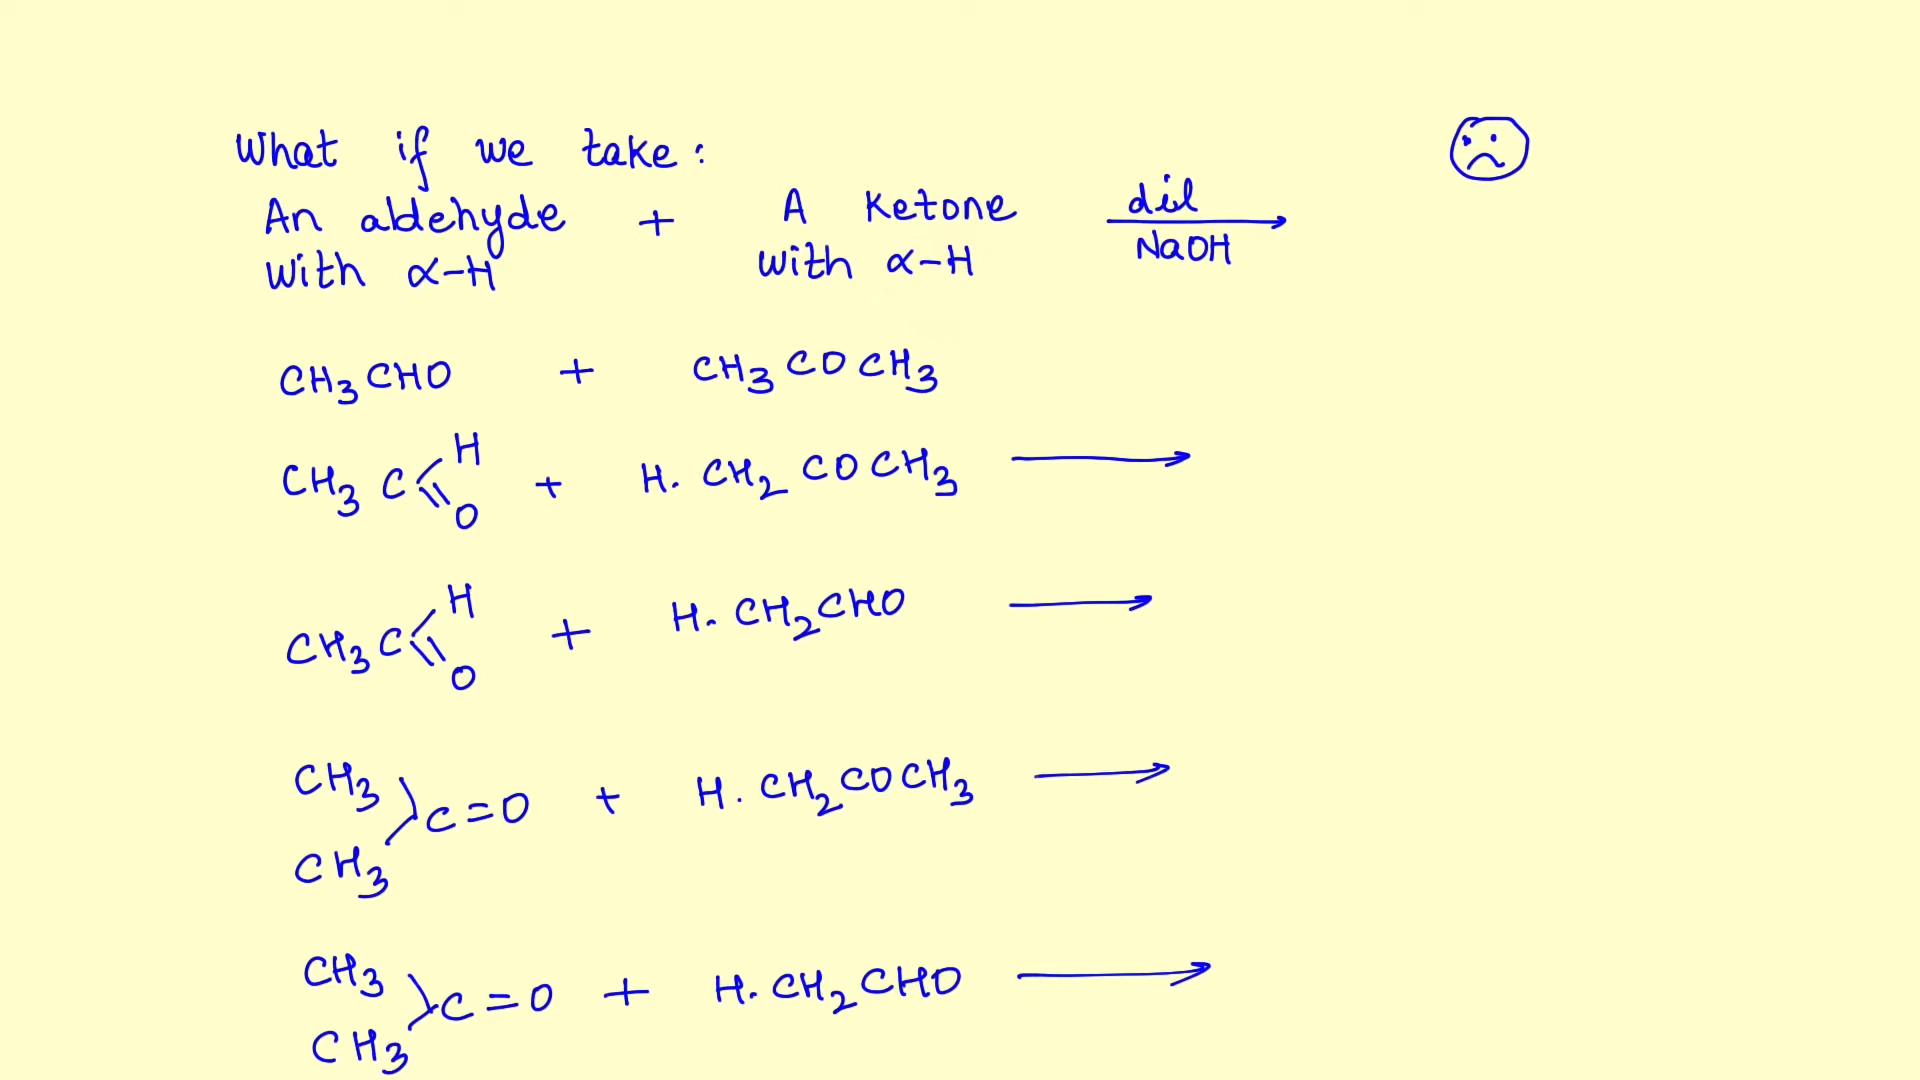 What if we take:
An aldehyde + A Ketone dil
With α-H With α-H NaOH
CH₃CHO + CH₃COCH₃
CH₃C H O + H. CH₂COCH₃ →
CH₃C H O + H. CH₂CHO →
CH₃ CH₃ C=O + H. CH₂COCH₃ →
CH₃ CH₃ C=O + H. CH₂CHO →